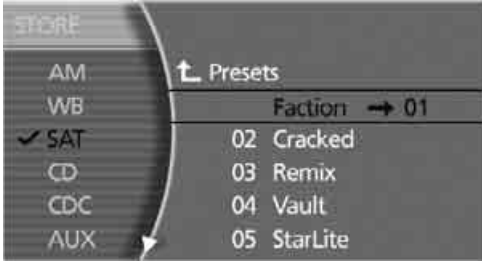 STORE
AM
WB
SAT
CD
CDC
AUX
Presets
Faction → 01
02 Cracked
03 Remix
04 Vault
05 StarLite